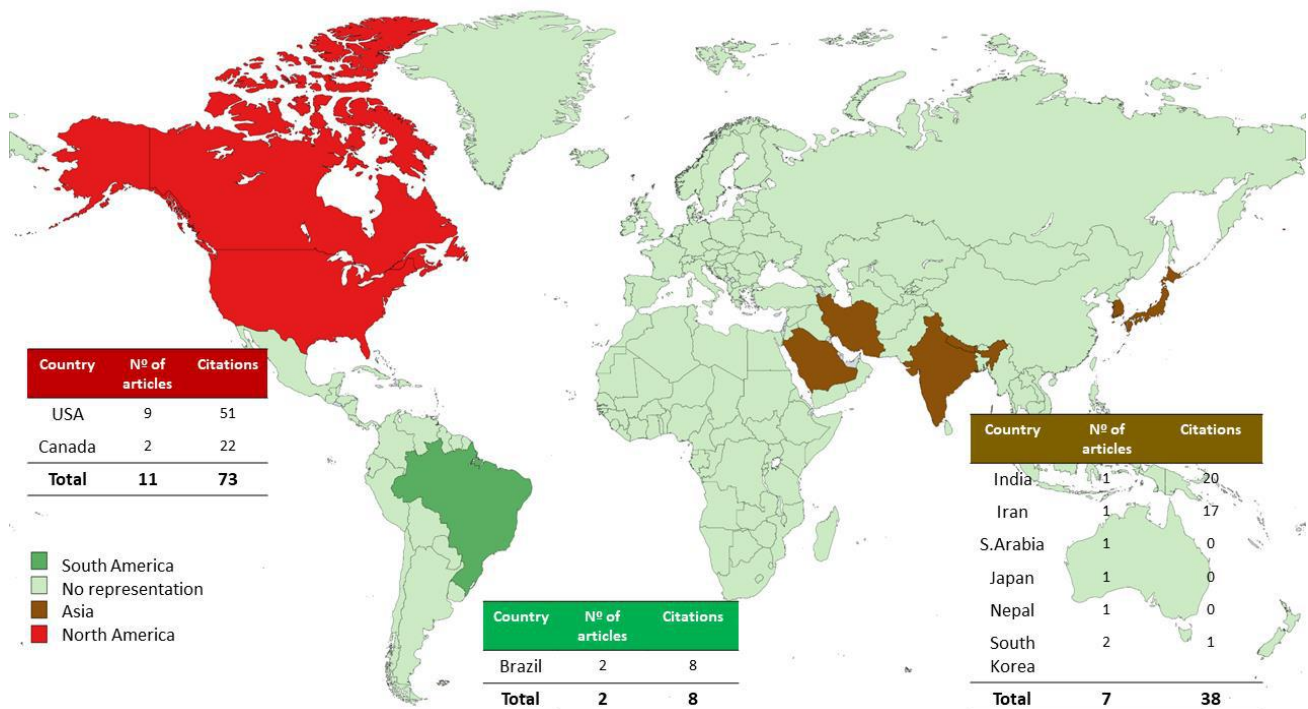 Country Nº of articles Citations
USA 9 51
Canada 2 22
Total 11 73
South America
No representation
Asia
North America
Country Nº of articles Citations
Brazil 2 8
Total 2 8
Country Nº of articles Citations
India 1 20
Iran 1 17
S.Arabia 1 0
Japan 1 0
Nepal 1 0
South Korea 2 1
Total 7 38